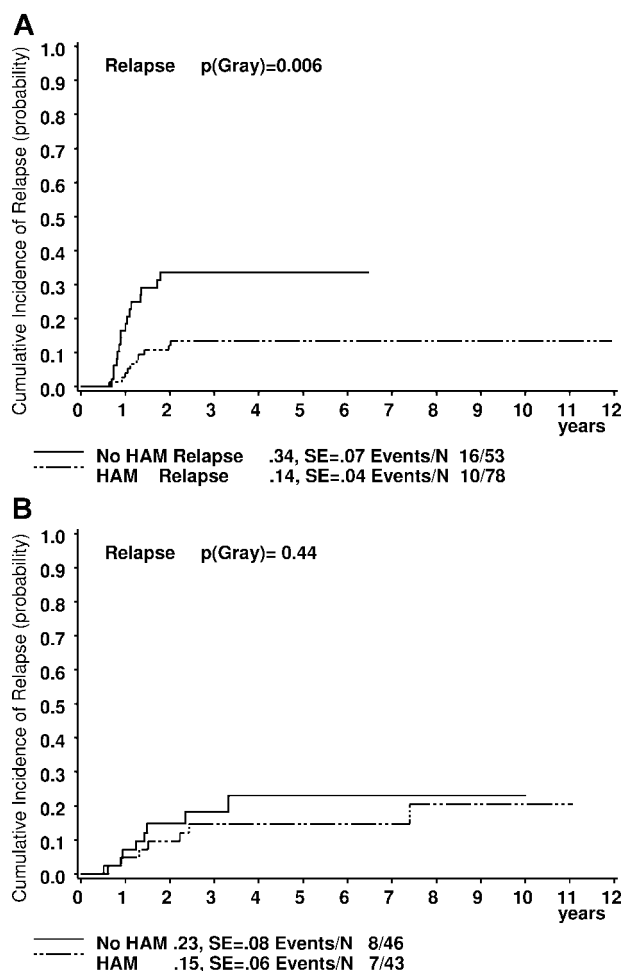 A
Cumulative Incidence of Relapse (probability)
1.0
0.9
0.8
0.7
0.6
0.5
0.4
0.3
0.2
0.1
0.0
Relapse p(Gray)=0.006
0 1 2 3 4 5 6 7 8 9 10 11 12
years
No HAM Relapse .34, SE=.07 Events/N 16/53
HAM Relapse .14, SE=.04 Events/N 10/78
B
Cumulative Incidence of Relapse (probability)
1.0
0.9
0.8
0.7
0.6
0.5
0.4
0.3
0.2
0.1
0.0
Relapse p(Gray)= 0.44
0 1 2 3 4 5 6 7 8 9 10 11 12
years
No HAM .23, SE=.08 Events/N 8/46
HAM .15, SE=.06 Events/N 7/43